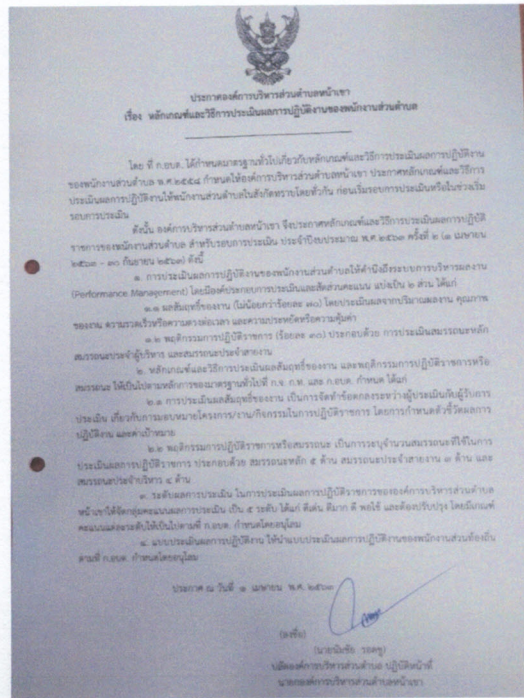 ประกาศองค์การบริหารส่วนตำบลหน้าเขา
เรื่อง หลักเกณฑ์และวิธีการประเมินผลการปฏิบัติงานของพนักงานส่วนตำบล
โดย ที่ ก.อบต. ได้กำหนดมาตรฐานทั่วไปเกี่ยวกับหลักเกณฑ์และวิธีการประเมินผลการปฏิบัติงาน
ของพนักงานส่วนตำบล พ.ศ.๒๕๕๘ กำหนดให้องค์การบริหารส่วนตำบลหน้าเขา ประกาศหลักเกณฑ์และวิธีการ
ประเมินผลการปฏิบัติงานให้พนักงานส่วนตำบลในสังกัดทราบโดยทั่วกัน ก่อนเริ่มรอบการประเมินหรือในช่วงเริ่ม
รอบการประเมิน
ดังนั้น องค์การบริหารส่วนตำบลหน้าเขา จึงประกาศหลักเกณฑ์และวิธีการประเมินผลการปฏิบัติ
ราชการของพนักงานส่วนตำบล สำหรับรอบการประเมิน ประจำปีงบประมาณ พ.ศ.๒๕๖๓ ครั้งที่ ๒ (๑ เมษายน
๒๕๖๓ – ๓๐ กันยายน ๒๕๖๓) ดังนี้
๑. การประเมินผลการปฏิบัติงานของพนักงานส่วนตำบลให้คำนึงถึงระบบการบริหารผลงาน
(Performance Management) โดยมีองค์ประกอบการประเมินและสัดส่วนคะแนน แบ่งเป็น ๒ ส่วน ได้แก่
๑.๑ ผลสัมฤทธิ์ของงาน (ไม่น้อยกว่าร้อยละ ๗๐) โดยประเมินผลจากปริมาณผลงาน คุณภาพ
ของงาน ความรวดเร็วหรือความตรงต่อเวลา และความประหยัดหรือความคุ้มค่า
๑.๒ พฤติกรรมการปฏิบัติราชการ (ร้อยละ ๓๐) ประกอบด้วย การประเมินสมรรถนะหลัก
สมรรถนะประจำผู้บริหาร และสมรรถนะประจำสายงาน
๒. หลักเกณฑ์และวิธีการประเมินผลสัมฤทธิ์ของงาน และพฤติกรรมการปฏิบัติราชการหรือ
สมรรถนะ ให้เป็นไปตามหลักการของมาตรฐานทั่วไปที่ ก.จ. ก.ท. และ ก.อบต. กำหนด ได้แก่
๒.๑ การประเมินผลสัมฤทธิ์ของงาน เป็นการจัดทำข้อตกลงระหว่างผู้ประเมินกับผู้รับการ
ประเมิน เกี่ยวกับการมอบหมายโครงการ/งาน/กิจกรรมในการปฏิบัติราชการ โดยการกำหนดตัวชี้วัดผลการ
ปฏิบัติงาน และค่าเป้าหมาย
๒.๒ พฤติกรรมการปฏิบัติราชการหรือสมรรถนะ เป็นการระบุจำนวนสมรรถนะที่ใช้ในการ
ประเมินผลการปฏิบัติราชการ ประกอบด้วย สมรรถนะหลัก ๕ ด้าน สมรรถนะประจำสายงาน ๓ ด้าน และ
สมรรถนะประจำบริหาร ๔ ด้าน
๓. ระดับผลการประเมิน ในการประเมินผลการปฏิบัติราชการขององค์การบริหารส่วนตำบล
หน้าเขาให้จัดกลุ่มคะแนนผลการประเมิน เป็น ๕ ระดับ ได้แก่ ดีเด่น ดีมาก ดี พอใช้ และต้องปรับปรุง โดยมีเกณฑ์
คะแนนแต่ละระดับให้เป็นไปตามที่ ก.อบต. กำหนดโดยอนุโลม
๔. แบบประเมินผลการปฏิบัติงาน ให้นำแบบประเมินผลการปฏิบัติงานของพนักงานส่วนท้องถิ่น
ตามที่ ก.อบต. กำหนดโดยอนุโลม
ประกาศ ณ วันที่ ๑ เมษายน พ.ศ. ๒๕๖๓
(ลงชื่อ)
(นายนิมชัย รอดชู)
ปลัดองค์การบริหารส่วนตำบล ปฏิบัติหน้าที่
นายกองค์การบริหารส่วนตำบลหน้าเขา